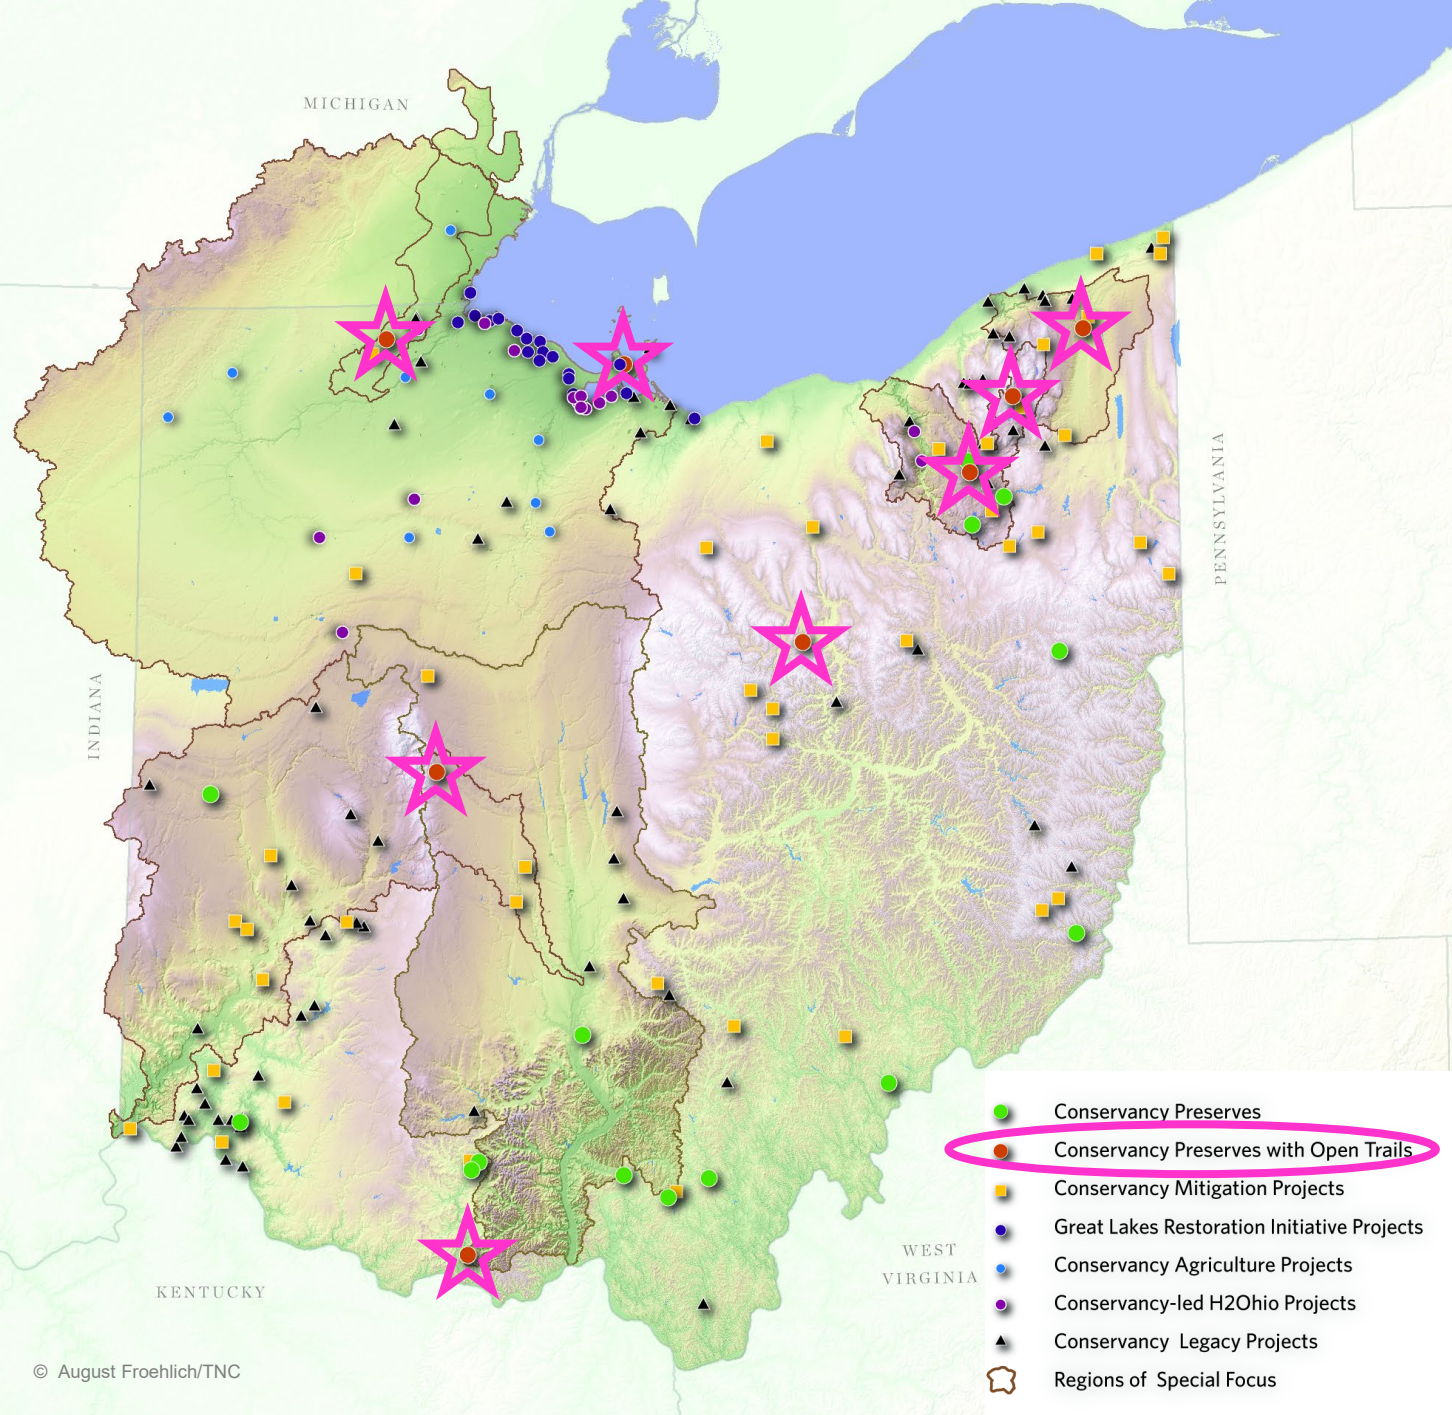 MICHIGAN
PENNSYLVANIA
INDIANA
WEST
VIRGINIA
KENTUCKY
© August Froehlich/TNC
Conservancy Preserves
Conservancy Preserves with Open Trails
Conservancy Mitigation Projects
Great Lakes Restoration Initiative Projects
Conservancy Agriculture Projects
Conservancy-led H2Ohio Projects
Conservancy Legacy Projects
Regions of Special Focus